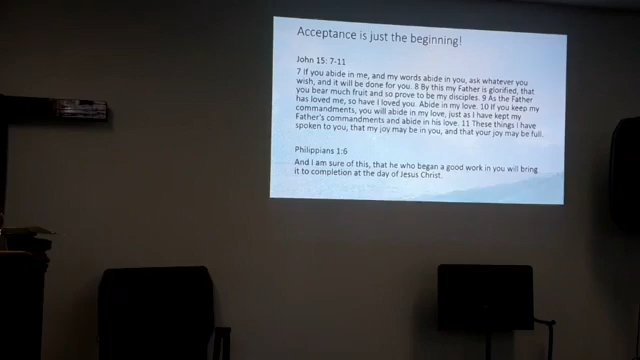 Acceptance is just the beginning!
John 15: 7-11
7 If you abide in me, and my words abide in you, ask whatever you
wish, and it will be done for you. 8 By this my Father is glorified, that
you bear much fruit and so prove to be my disciples. 9 As the Father
has loved me, so have I loved you. Abide in my love. 10 If you keep my
commandments, you will abide in my love, just as I have kept my
Father's commandments and abide in his love. 11 These things I have
spoken to you, that my joy may be in you, and that your joy may be full.
Philippians 1:6
And I am sure of this, that he who began a good work in you will bring
it to completion at the day of Jesus Christ.